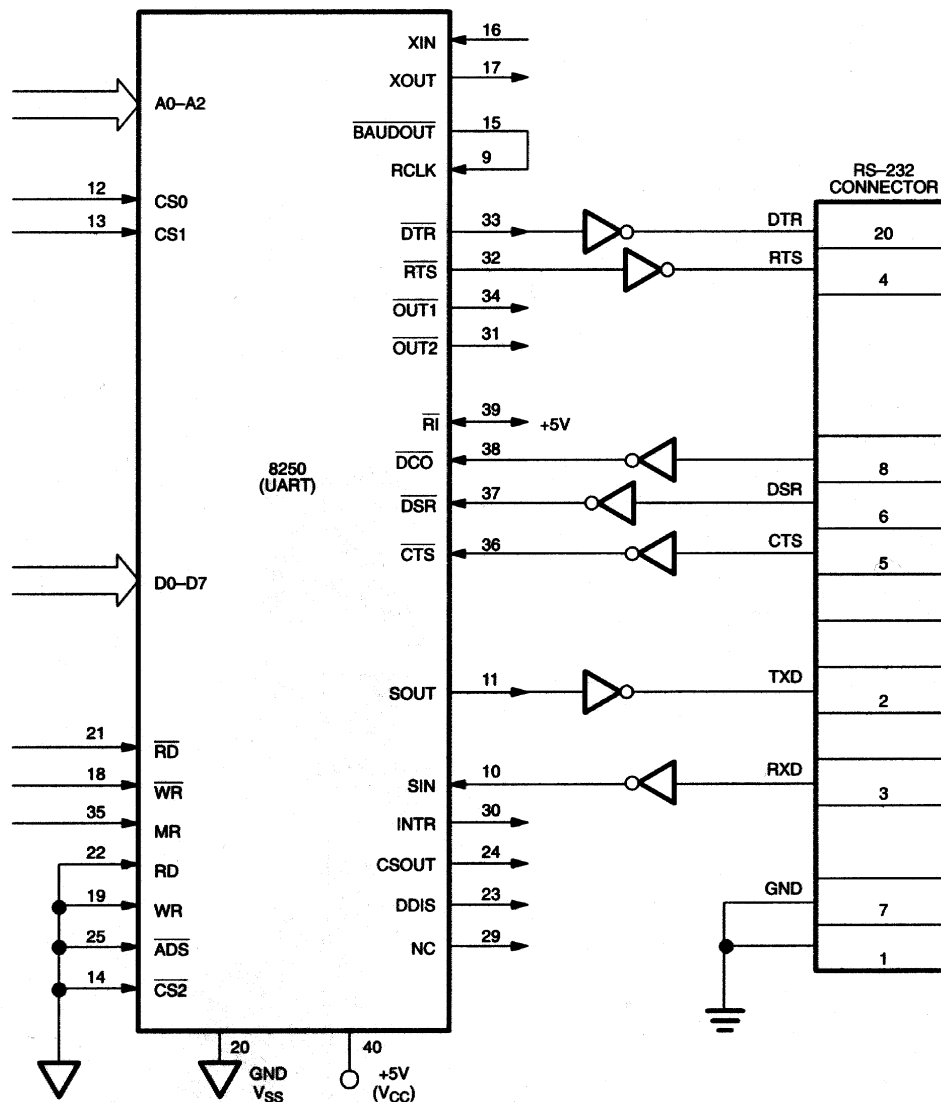 XIN
16
XOUT
17
A0–A2
BAUDOUT
15
RCLK
9
RS–232
CONNECTOR
12
CS0
13
CS1
DTR
33
DTR
20
RTS
32
RTS
4
OUT1
34
OUT2
31
RI
39
+5V
8250
(UART)
DCO
38
8
DSR
37
DSR
6
CTS
36
CTS
5
D0–D7
SOUT
11
TXD
2
21
RD
18
WR
SIN
10
RXD
3
35
MR
INTR
30
22
RD
CSOUT
24
19
WR
DDIS
23
GND
7
25
ADS
NC
29
1
14
CS2
20
GND
VSS
40
+5V
(VCC)